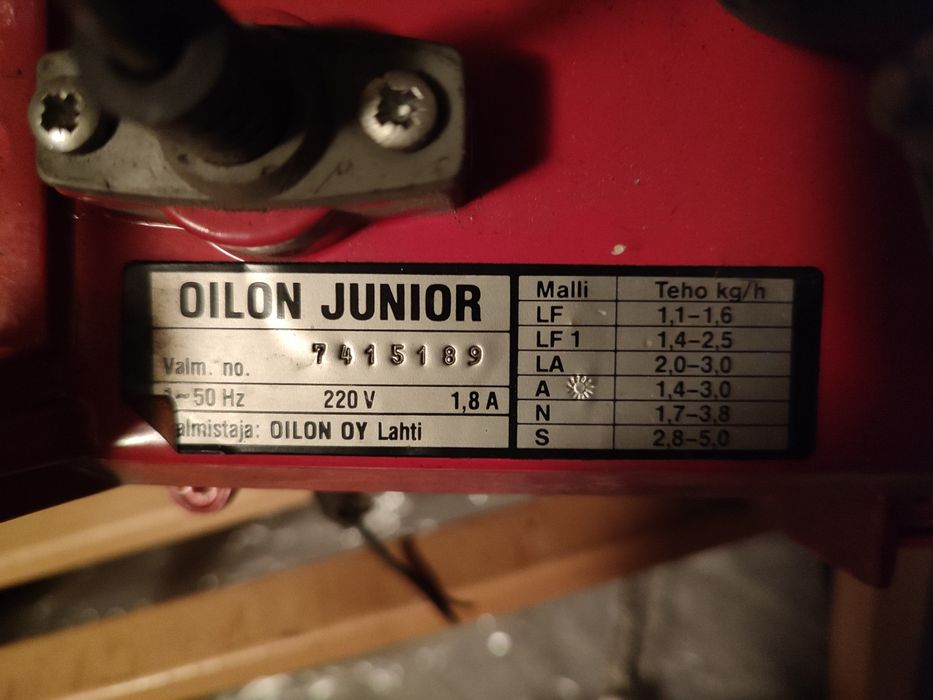 OILON JUNIOR
Valm. no. 7415189
~50 Hz 220 V 1,8 A
almistaja: OILON OY Lahti
Malli Teho kg/h
LF 1,1–1,6
LF 1 1,4–2,5
LA 2,0–3,0
A 1,4–3,0
N 1,7–3,8
S 2,8–5,0